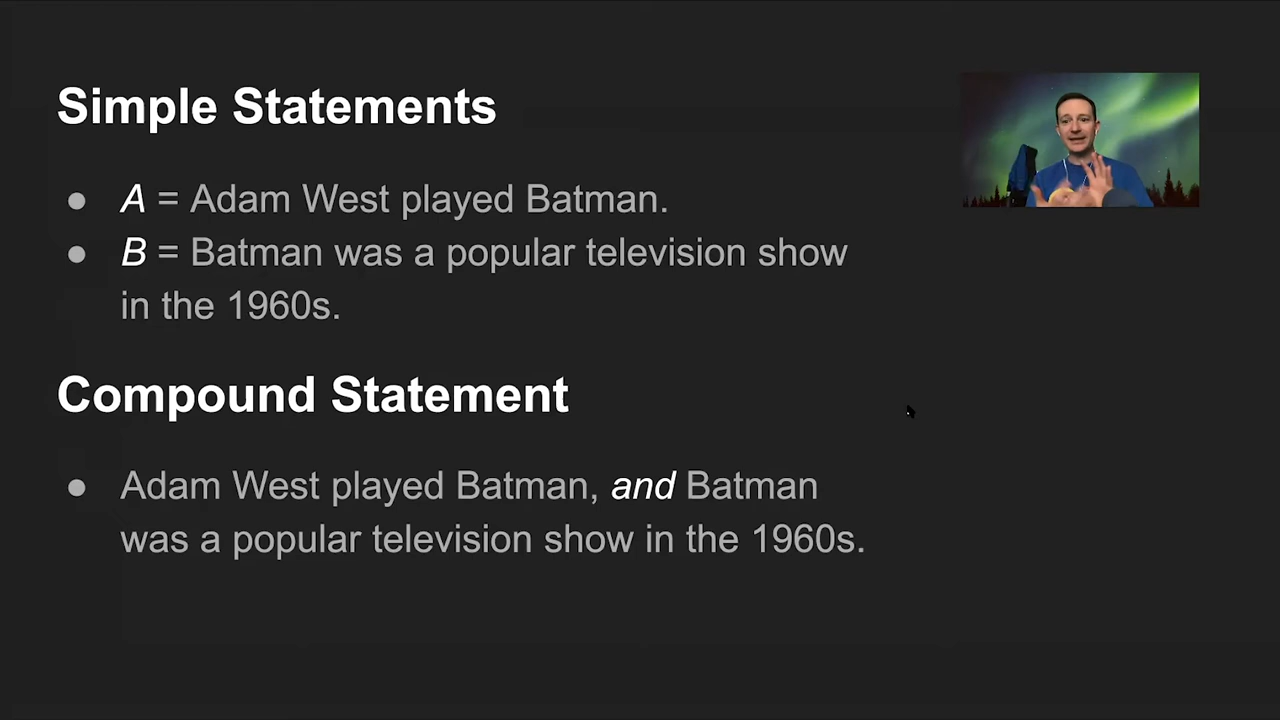 Simple Statements
● A = Adam West played Batman.
● B = Batman was a popular television show
in the 1960s.
Compound Statement
● Adam West played Batman, and Batman
was a popular television show in the 1960s.